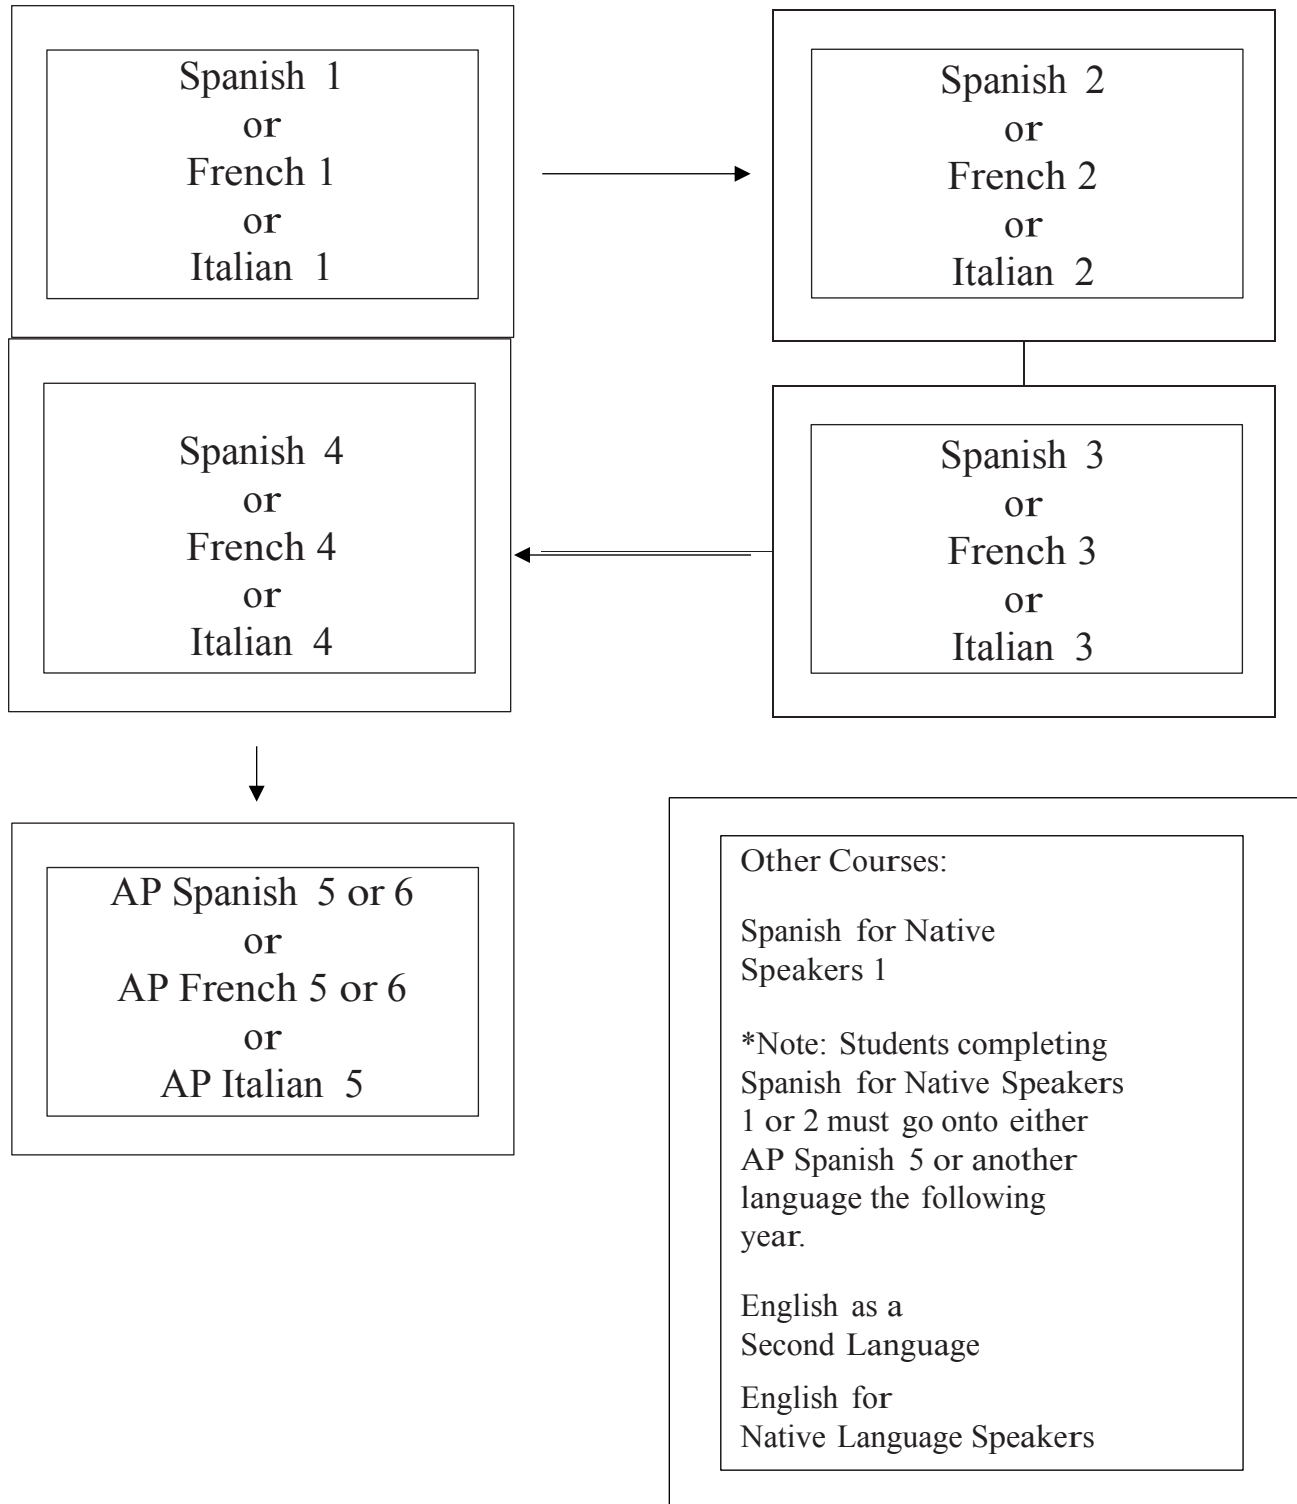 Spanish 1
or
French 1
or
Italian 1
Spanish 2
or
French 2
or
Italian 2
Spanish 3
or
French 3
or
Italian 3
Spanish 4
or
French 4
or
Italian 4
AP Spanish 5 or 6
or
AP French 5 or 6
or
AP Italian 5
Other Courses:
Spanish for Native
Speakers 1
*Note: Students completing
Spanish for Native Speakers
1 or 2 must go onto either
AP Spanish 5 or another
language the following
year.
English as a
Second Language
English for
Native Language Speakers